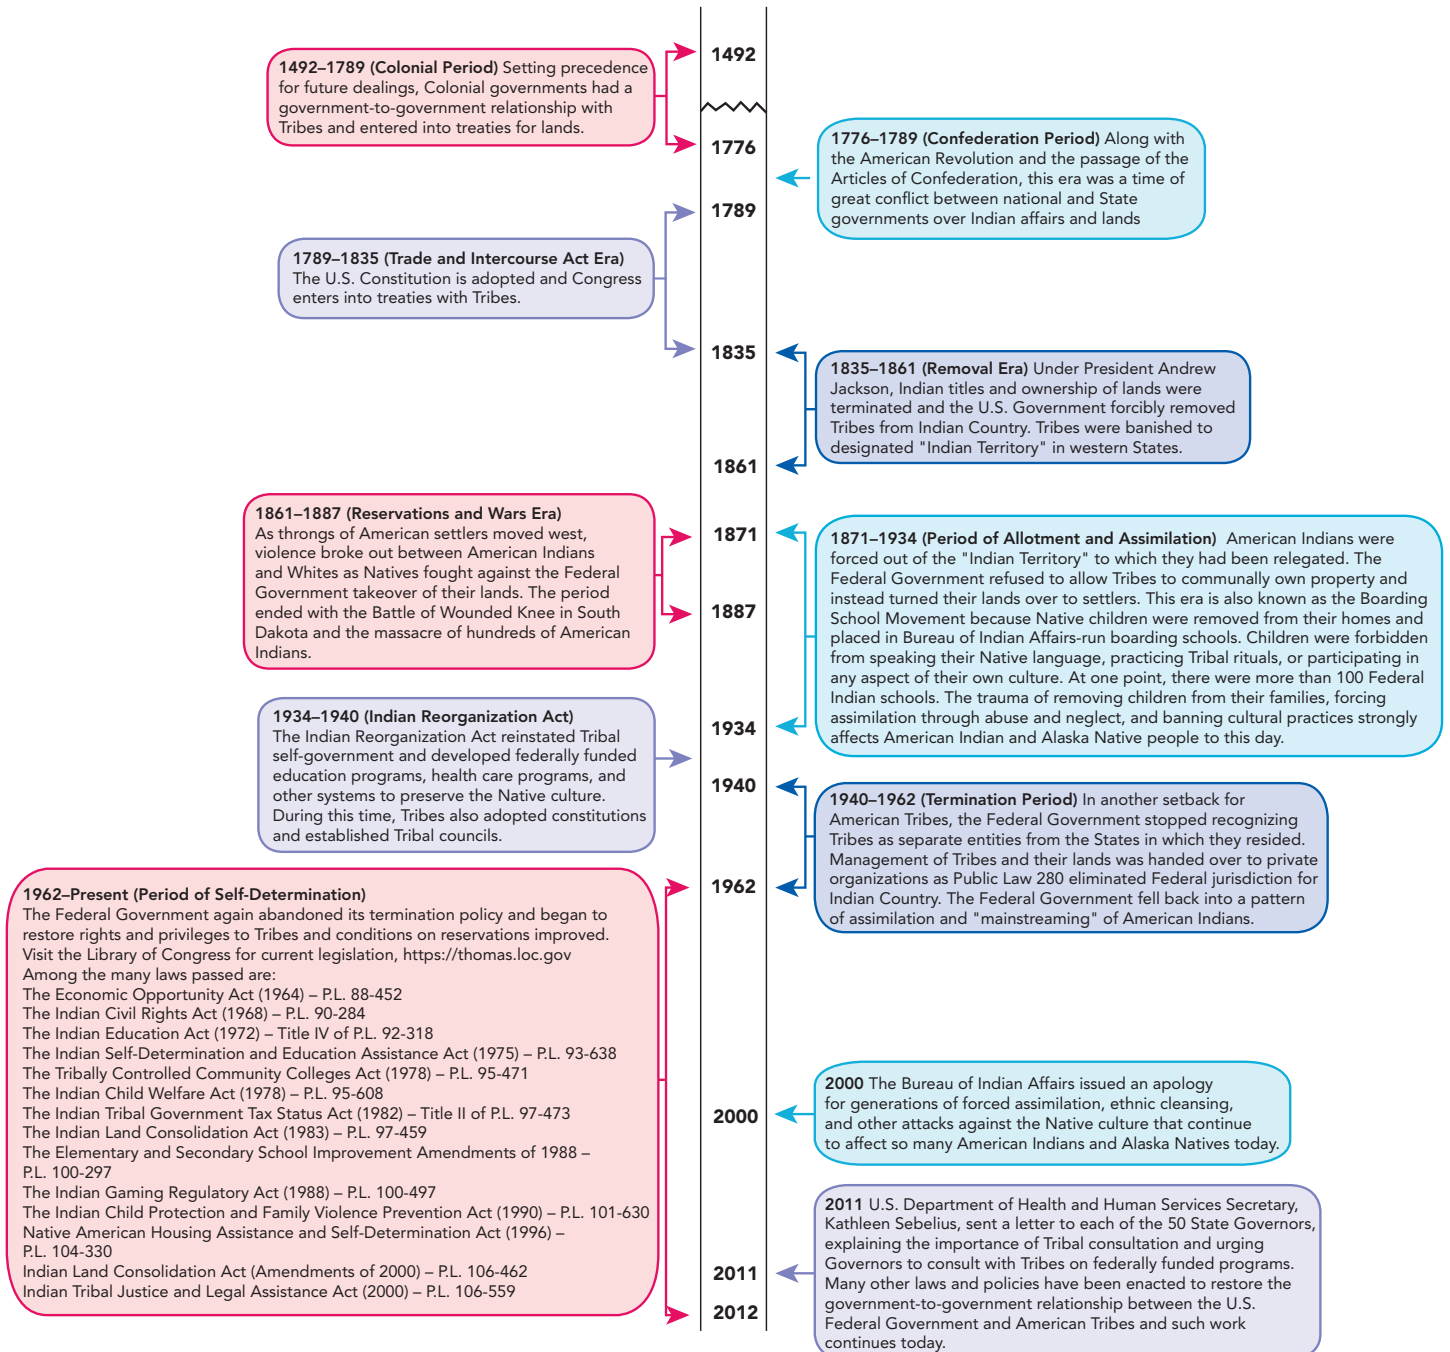 1492
1492–1789 (Colonial Period) Setting precedence
for future dealings, Colonial governments had a
government-to-government relationship with
Tribes and entered into treaties for lands.
1776
1776–1789 (Confederation Period) Along with
the American Revolution and the passage of the
Articles of Confederation, this era was a time of
great conflict between national and State
governments over Indian affairs and lands
1789
1789–1835 (Trade and Intercourse Act Era)
The U.S. Constitution is adopted and Congress
enters into treaties with Tribes.
1835
1835–1861 (Removal Era) Under President Andrew
Jackson, Indian titles and ownership of lands were
terminated and the U.S. Government forcibly removed
Tribes from Indian Country. Tribes were banished to
designated "Indian Territory" in western States.
1861
1861–1887 (Reservations and Wars Era)
As throngs of American settlers moved west,
violence broke out between American Indians
and Whites as Natives fought against the Federal
Government takeover of their lands. The period
ended with the Battle of Wounded Knee in South
Dakota and the massacre of hundreds of American
Indians.
1871
1887
1871–1934 (Period of Allotment and Assimilation) American Indians were
forced out of the "Indian Territory" to which they had been relegated. The
Federal Government refused to allow Tribes to communally own property and
instead turned their lands over to settlers. This era is also known as the Boarding
School Movement because Native children were removed from their homes and
placed in Bureau of Indian Affairs-run boarding schools. Children were forbidden
from speaking their Native language, practicing Tribal rituals, or participating in
any aspect of their own culture. At one point, there were more than 100 Federal
Indian schools. The trauma of removing children from their families, forcing
assimilation through abuse and neglect, and banning cultural practices strongly
affects American Indian and Alaska Native people to this day.
1934
1934–1940 (Indian Reorganization Act)
The Indian Reorganization Act reinstated Tribal
self-government and developed federally funded
education programs, health care programs, and
other systems to preserve the Native culture.
During this time, Tribes also adopted constitutions
and established Tribal councils.
1940
1940–1962 (Termination Period) In another setback for
American Tribes, the Federal Government stopped recognizing
Tribes as separate entities from the States in which they resided.
Management of Tribes and their lands was handed over to private
organizations as Public Law 280 eliminated Federal jurisdiction for
Indian Country. The Federal Government fell back into a pattern
of assimilation and "mainstreaming" of American Indians.
1962
1962–Present (Period of Self-Determination)
The Federal Government again abandoned its termination policy and began to
restore rights and privileges to Tribes and conditions on reservations improved.
Visit the Library of Congress for current legislation, https://thomas.loc.gov
Among the many laws passed are:
The Economic Opportunity Act (1964) – P.L. 88-452
The Indian Civil Rights Act (1968) – P.L. 90-284
The Indian Education Act (1972) – Title IV of P.L. 92-318
The Indian Self-Determination and Education Assistance Act (1975) – P.L. 93-638
The Tribally Controlled Community Colleges Act (1978) – P.L. 95-471
The Indian Child Welfare Act (1978) – P.L. 95-608
The Indian Tribal Government Tax Status Act (1982) – Title II of P.L. 97-473
The Indian Land Consolidation Act (1983) – P.L. 97-459
The Elementary and Secondary School Improvement Amendments of 1988 –
P.L. 100-297
The Indian Gaming Regulatory Act (1988) – P.L. 100-497
The Indian Child Protection and Family Violence Prevention Act (1990) – P.L. 101-630
Native American Housing Assistance and Self-Determination Act (1996) –
P.L. 104-330
Indian Land Consolidation Act (Amendments of 2000) – P.L. 106-462
Indian Tribal Justice and Legal Assistance Act (2000) – P.L. 106-559
2000
2000 The Bureau of Indian Affairs issued an apology
for generations of forced assimilation, ethnic cleansing,
and other attacks against the Native culture that continue
to affect so many American Indians and Alaska Natives today.
2011
2012
2011 U.S. Department of Health and Human Services Secretary,
Kathleen Sebelius, sent a letter to each of the 50 State Governors,
explaining the importance of Tribal consultation and urging
Governors to consult with Tribes on federally funded programs.
Many other laws and policies have been enacted to restore the
government-to-government relationship between the U.S.
Federal Government and American Tribes and such work
continues today.